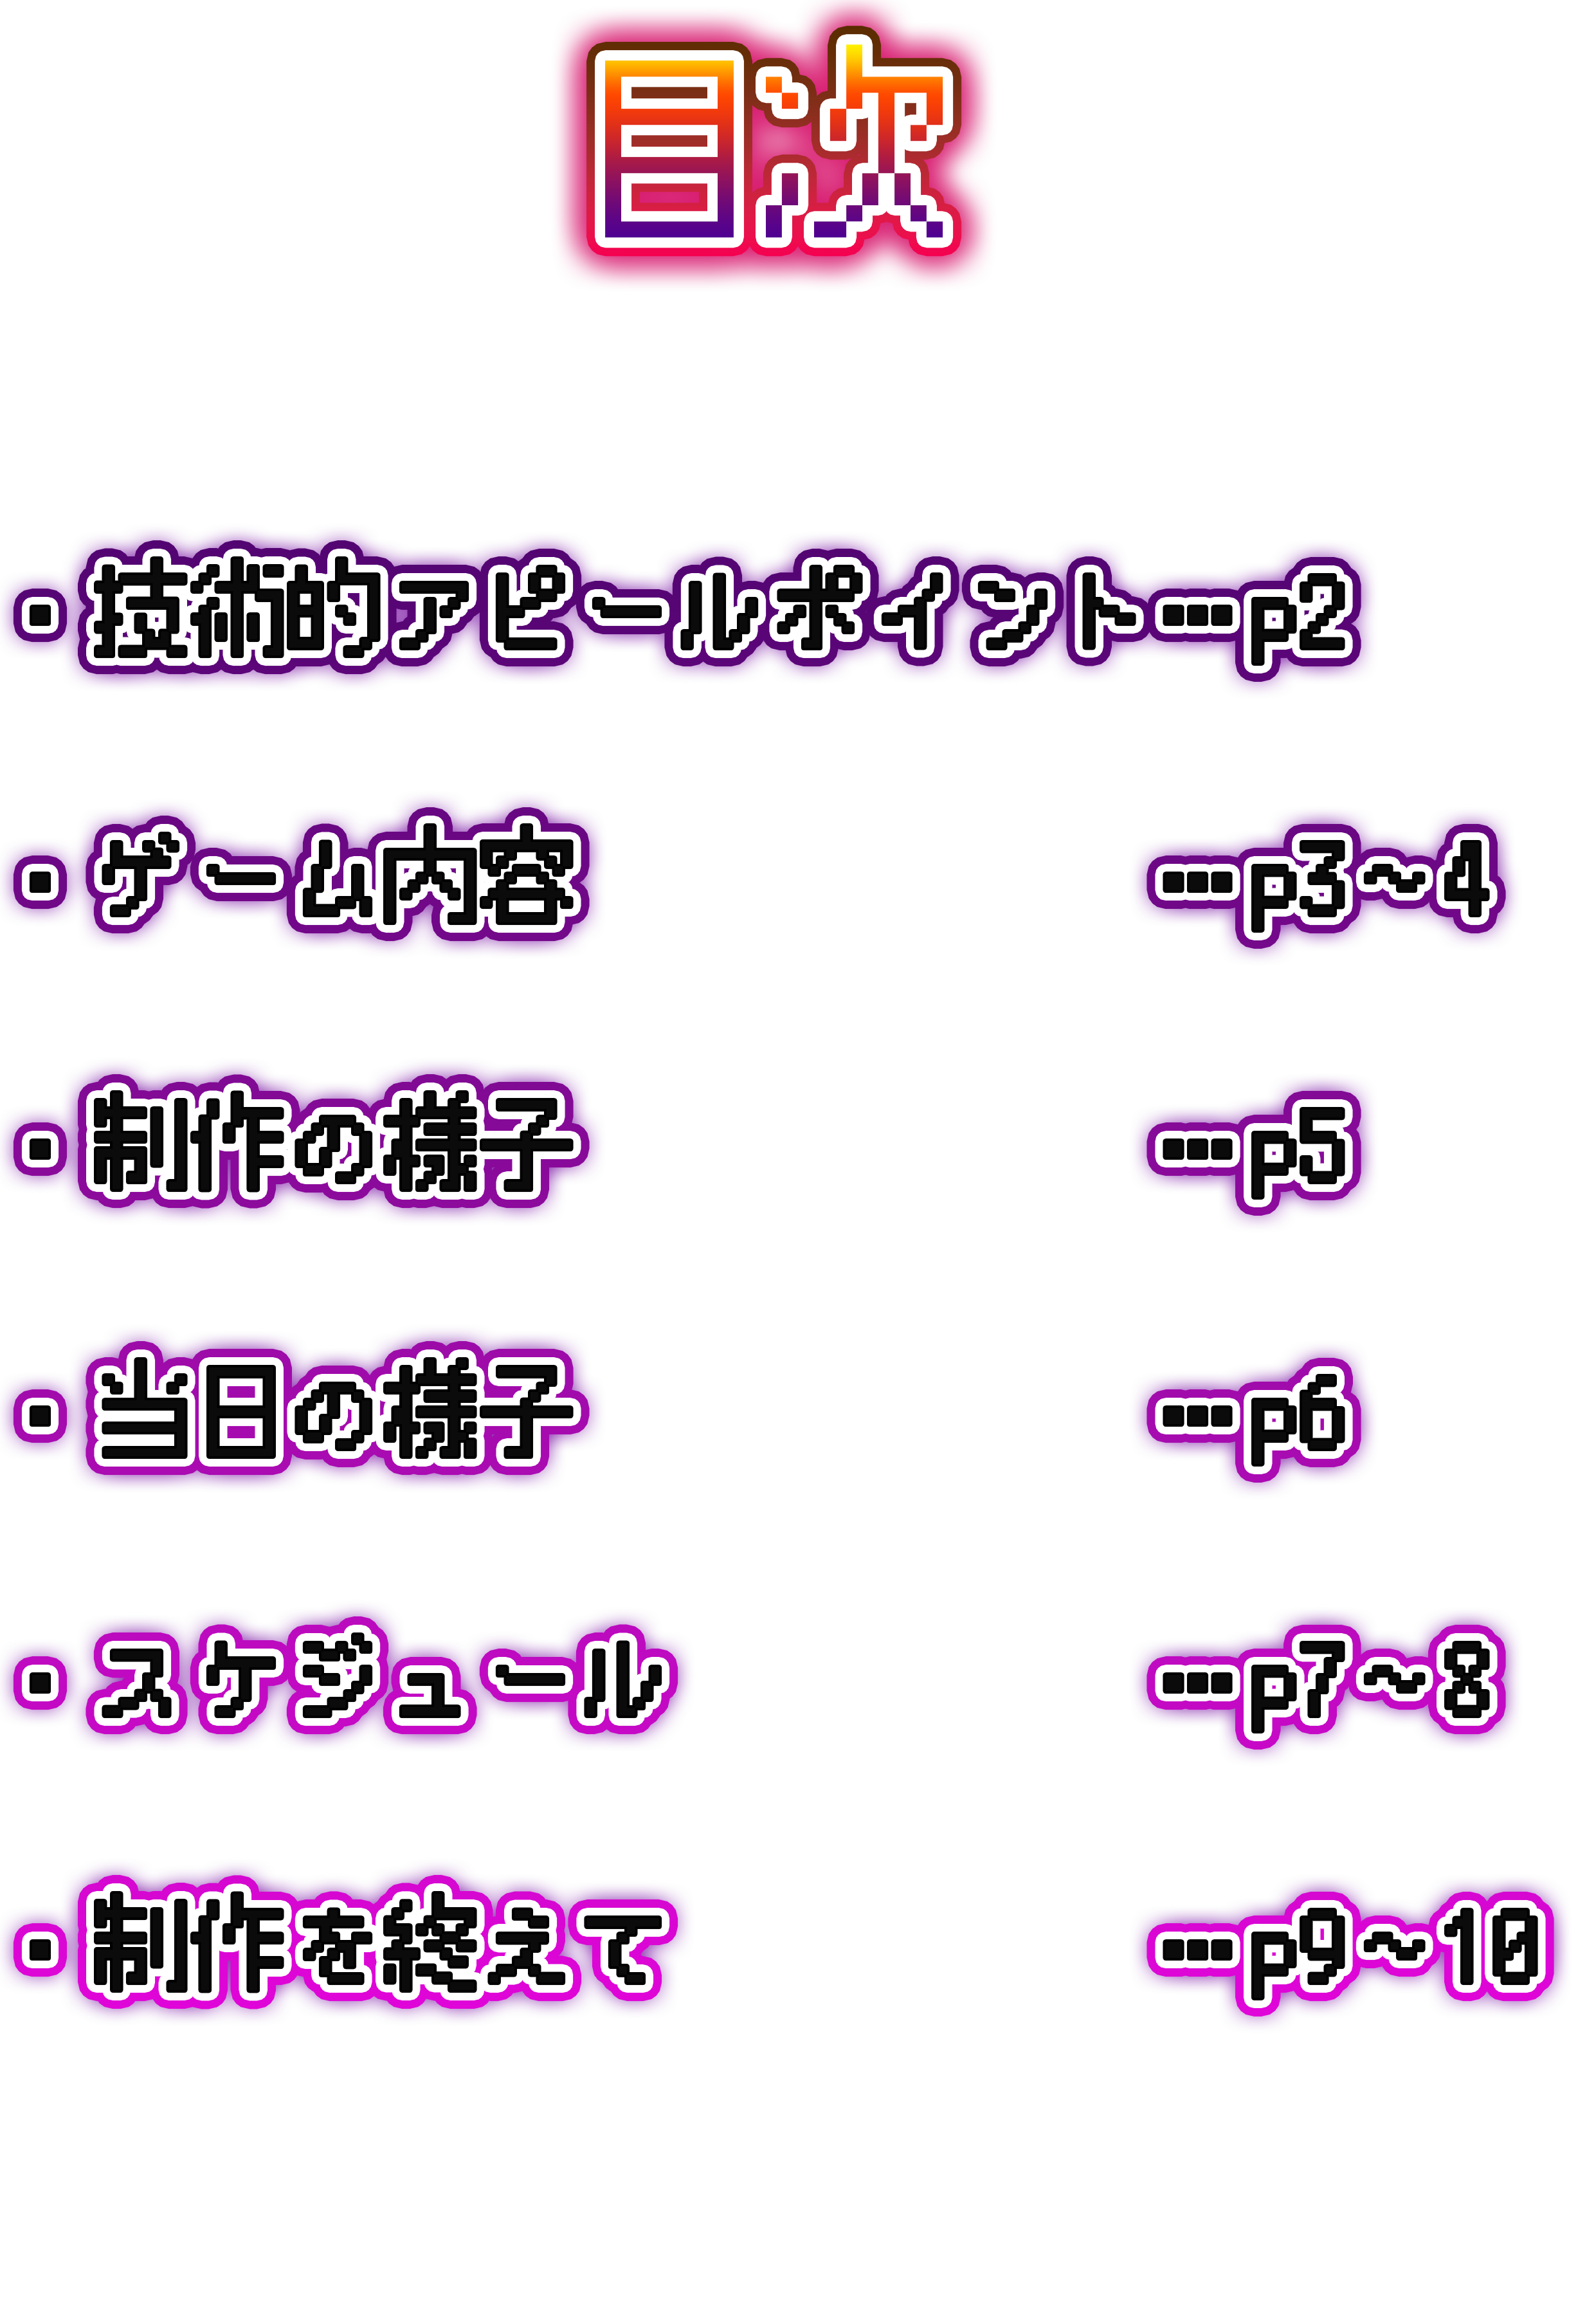 目次
・技術的アピールポイント…p2
・ゲーム内容 …p3~4
・制作の様子 …p5
・当日の様子 …p6
・スケジュール …p7~8
・制作を終えて …p9~10